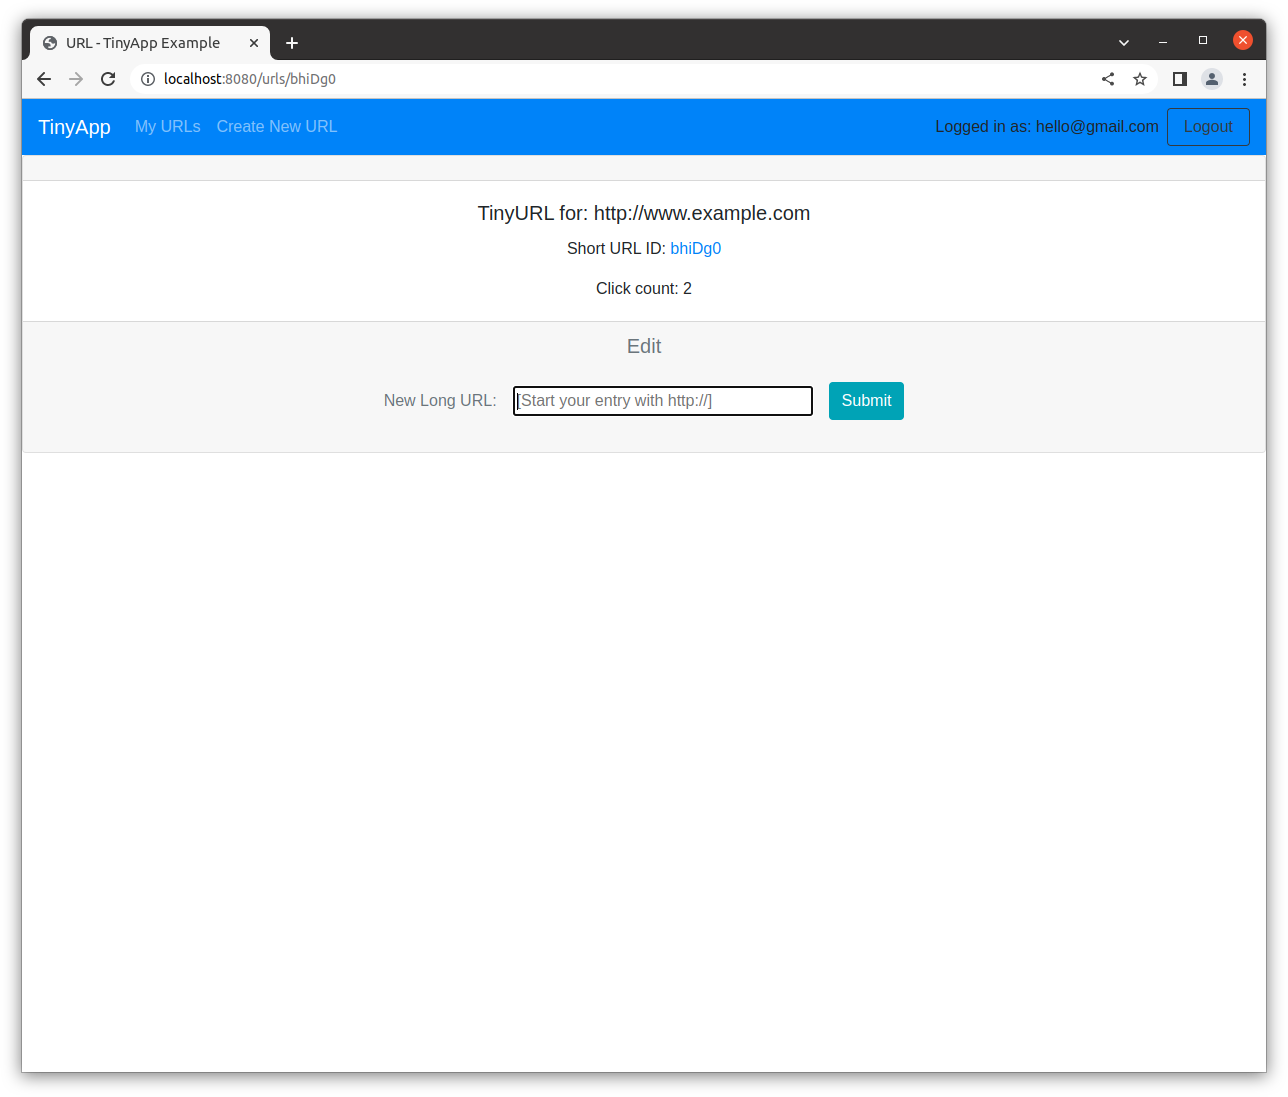 URL - TinyApp Example
localhost:8080/urls/bhiDg0
TinyApp My URLs Create New URL Logged in as: hello@gmail.com Logout
TinyURL for: http://www.example.com
Short URL ID: bhiDg0
Click count: 2
Edit
New Long URL: [Start your entry with http://] Submit